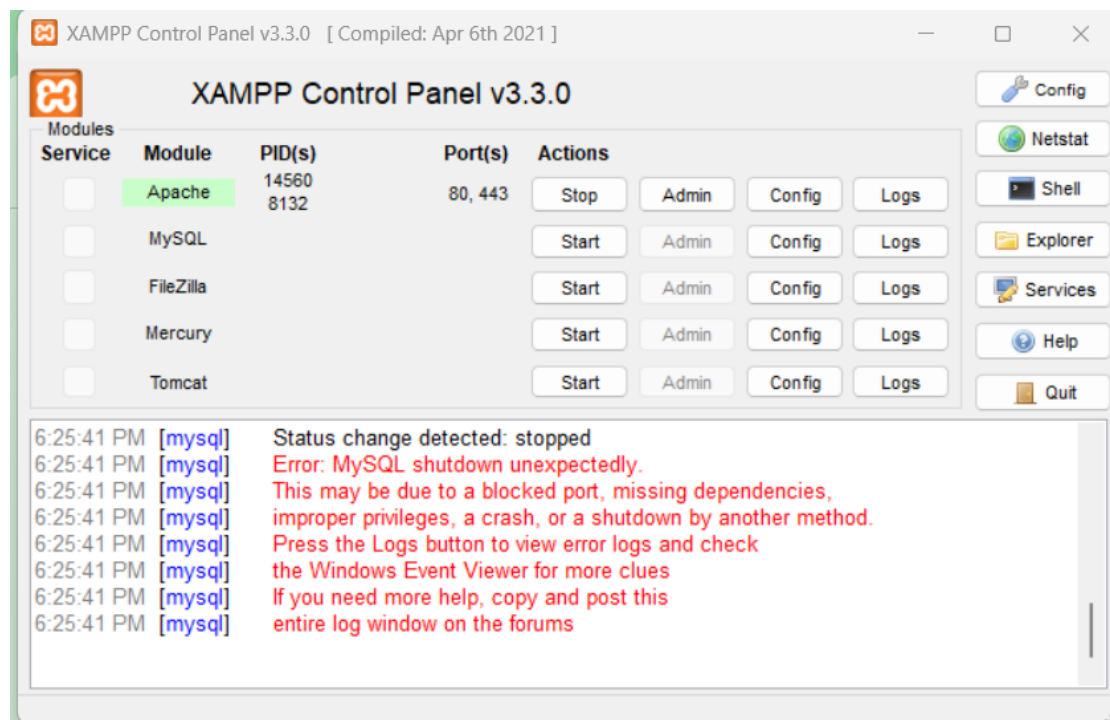 XAMPP Control Panel v3.3.0 [ Compiled: Apr 6th 2021 ]
XAMPP Control Panel v3.3.0
Config
Modules
Service Module PID(s) Port(s) Actions
Netstat
Apache 14560 80, 443 Stop Admin Config Logs
8132
Shell
MySQL Start Admin Config Logs
Explorer
FileZilla Start Admin Config Logs
Services
Mercury Start Admin Config Logs
Help
Tomcat Start Admin Config Logs
Quit
6:25:41 PM [mysql] Status change detected: stopped
6:25:41 PM [mysql] Error: MySQL shutdown unexpectedly.
6:25:41 PM [mysql] This may be due to a blocked port, missing dependencies,
6:25:41 PM [mysql] improper privileges, a crash, or a shutdown by another method.
6:25:41 PM [mysql] Press the Logs button to view error logs and check
6:25:41 PM [mysql] the Windows Event Viewer for more clues
6:25:41 PM [mysql] If you need more help, copy and post this
6:25:41 PM [mysql] entire log window on the forums